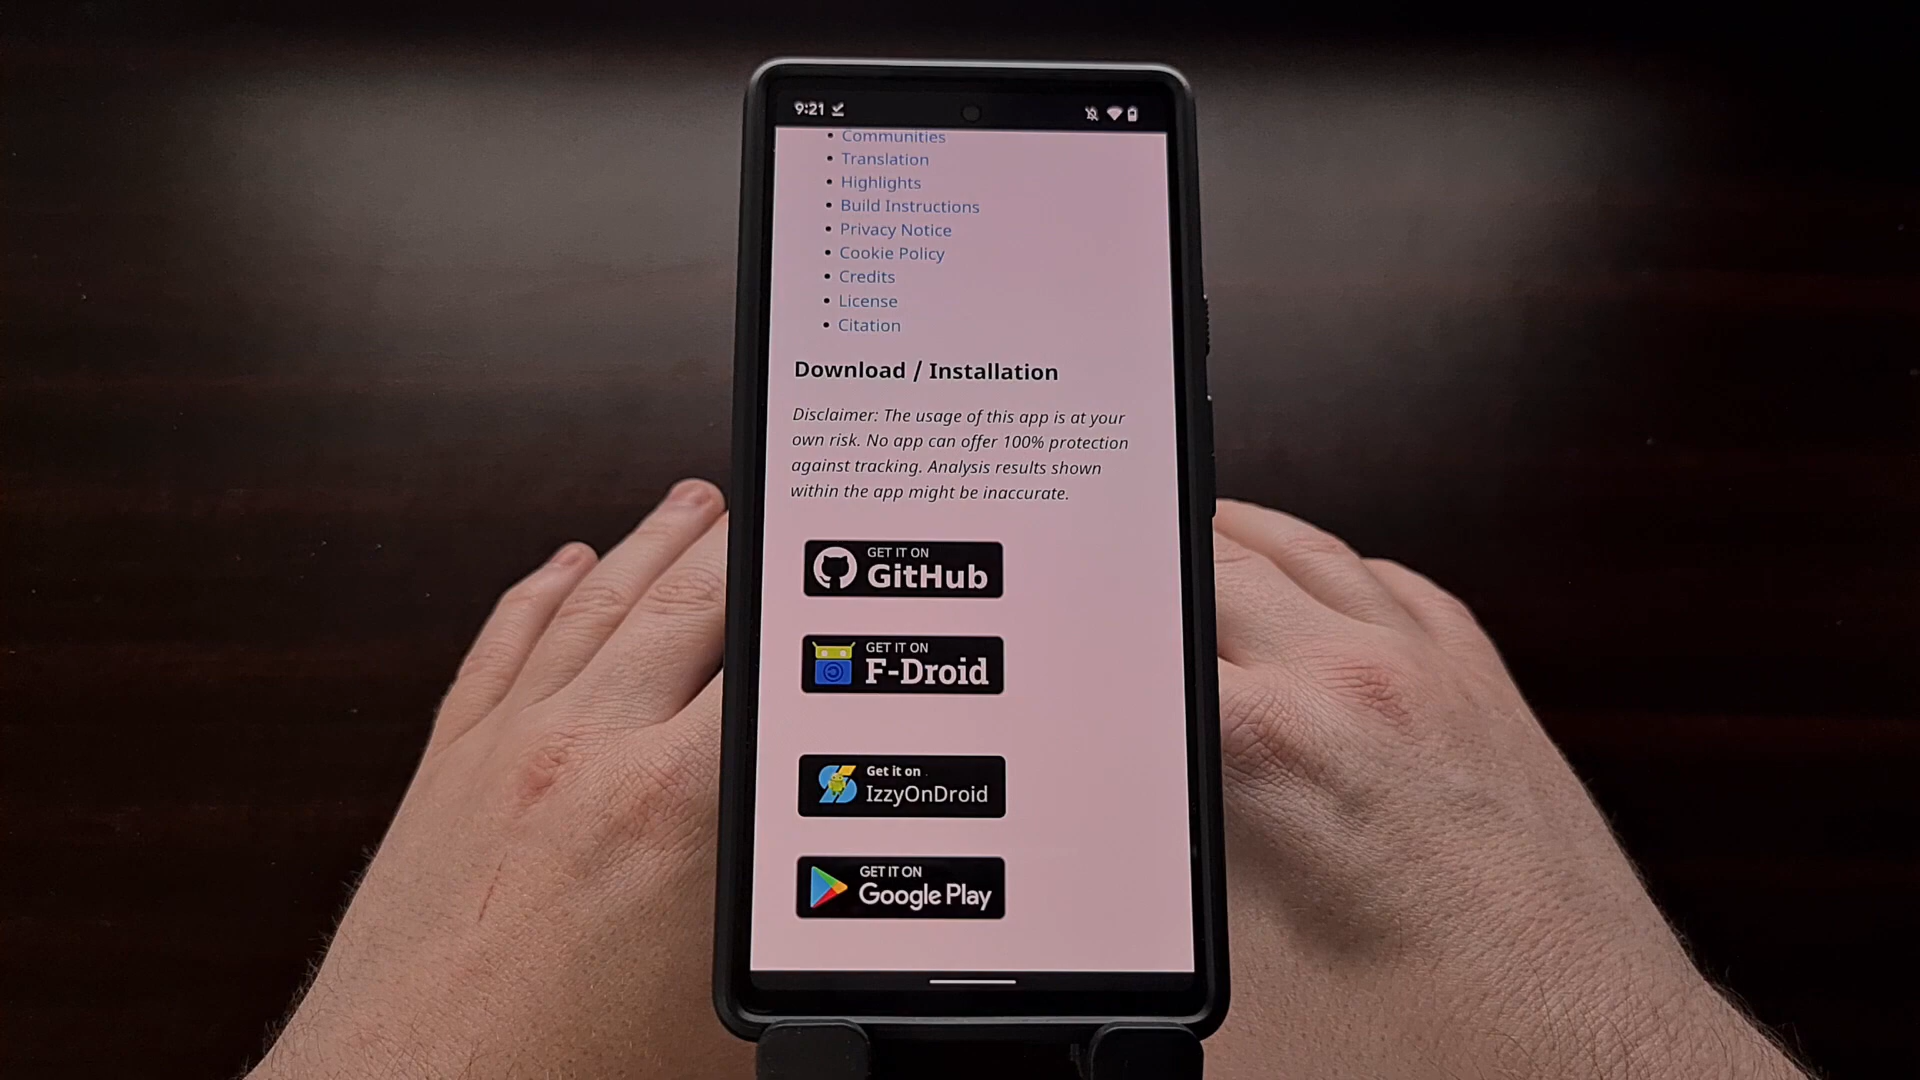 9:21
Communities
Translation
Highlights
Build Instructions
Privacy Notice
Cookie Policy
Credits
License
Citation
Download / Installation
Disclaimer: The usage of this app is at your
own risk. No app can offer 100% protection
against tracking. Analysis results shown
within the app might be inaccurate.
GET IT ON
GitHub
GET IT ON
F-Droid
Get it on
IzzyOnDroid
GET IT ON
Google Play